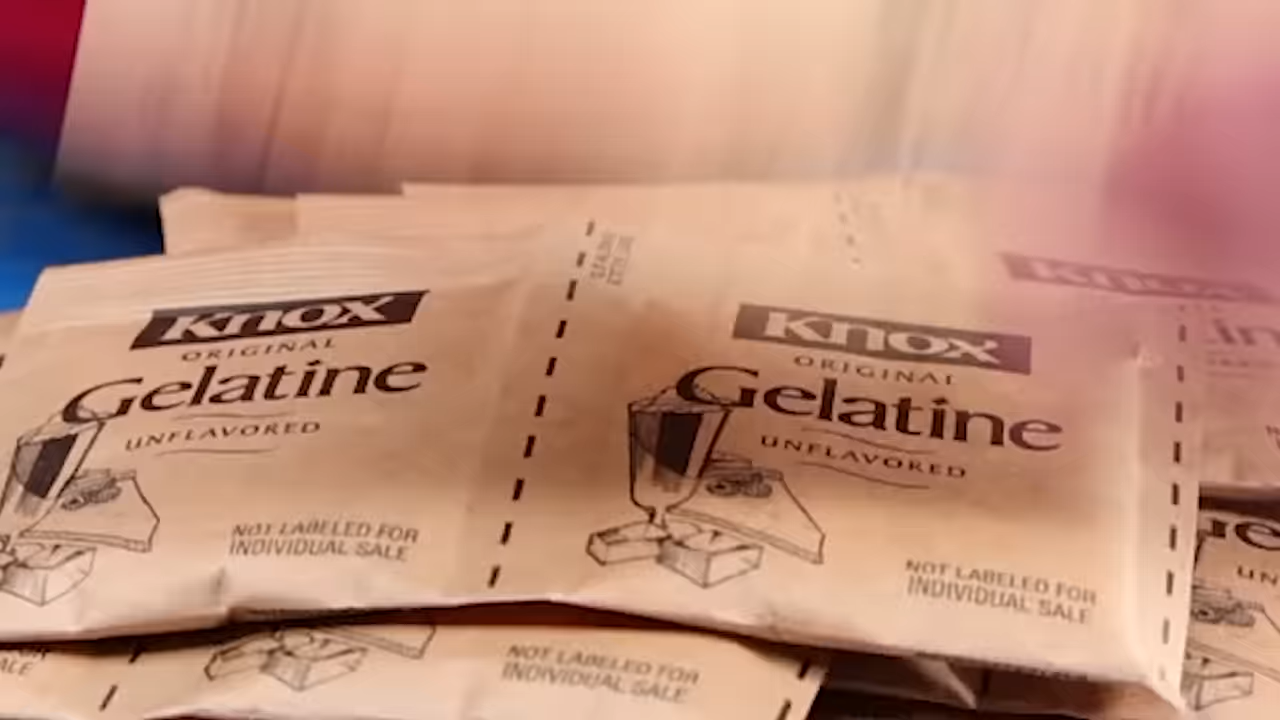 Knox
ORIGINAL
Gelatine
UNFLAVORED
NOT LABELED FOR
INDIVIDUAL SALE
Knox
ORIGINAL
Gelatine
UNFLAVORED
NOT LABELED FOR
INDIVIDUAL SALE
Knox
NOT LABELED FOR
INDIVIDUAL SALE